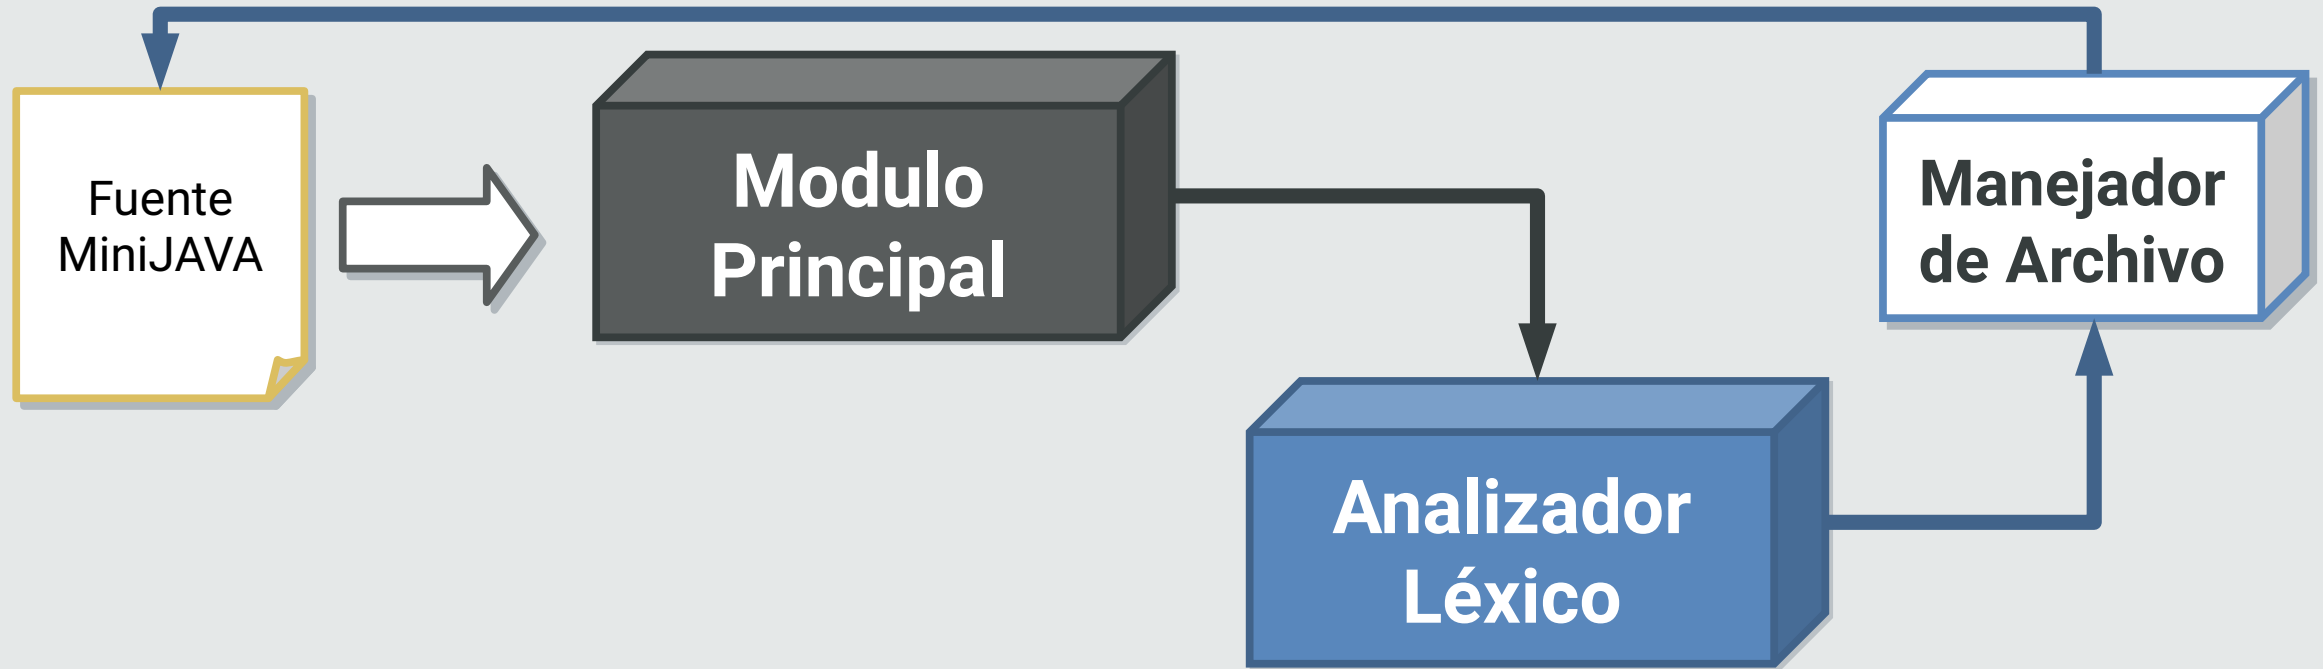 Fuente
MiniJAVA
Modulo
Principal
Manejador
de Archivo
Analizador
Léxico